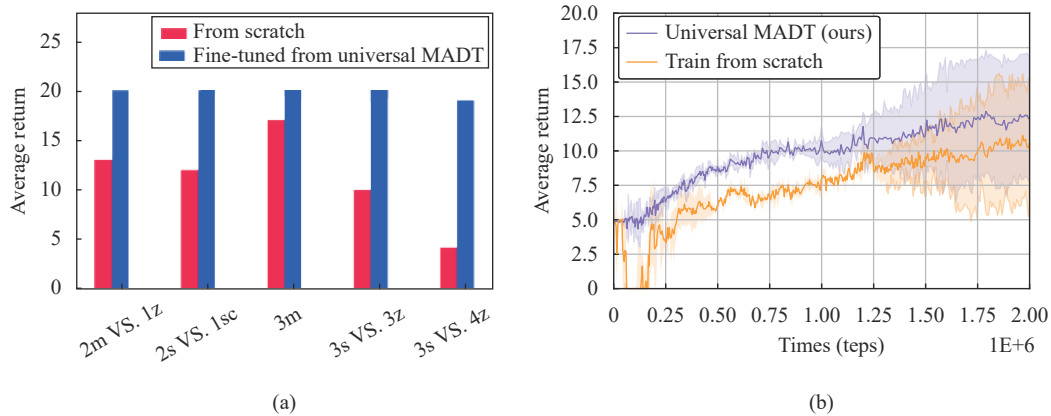 From scratch
Fine-tuned from universal MADT
Average return
25
20
15
10
5
0
2m VS. 1z
2s VS. 1sc
3m
3s VS. 3z
3s VS. 4z
(a)
Universal MADT (ours)
Train from scratch
Average return
20.0
17.5
15.0
12.5
10.0
7.5
5.0
2.5
0
0 0.25 0.50 0.75 1.00 1.25 1.50 1.75 2.00
Times (teps) 1E+6
(b)